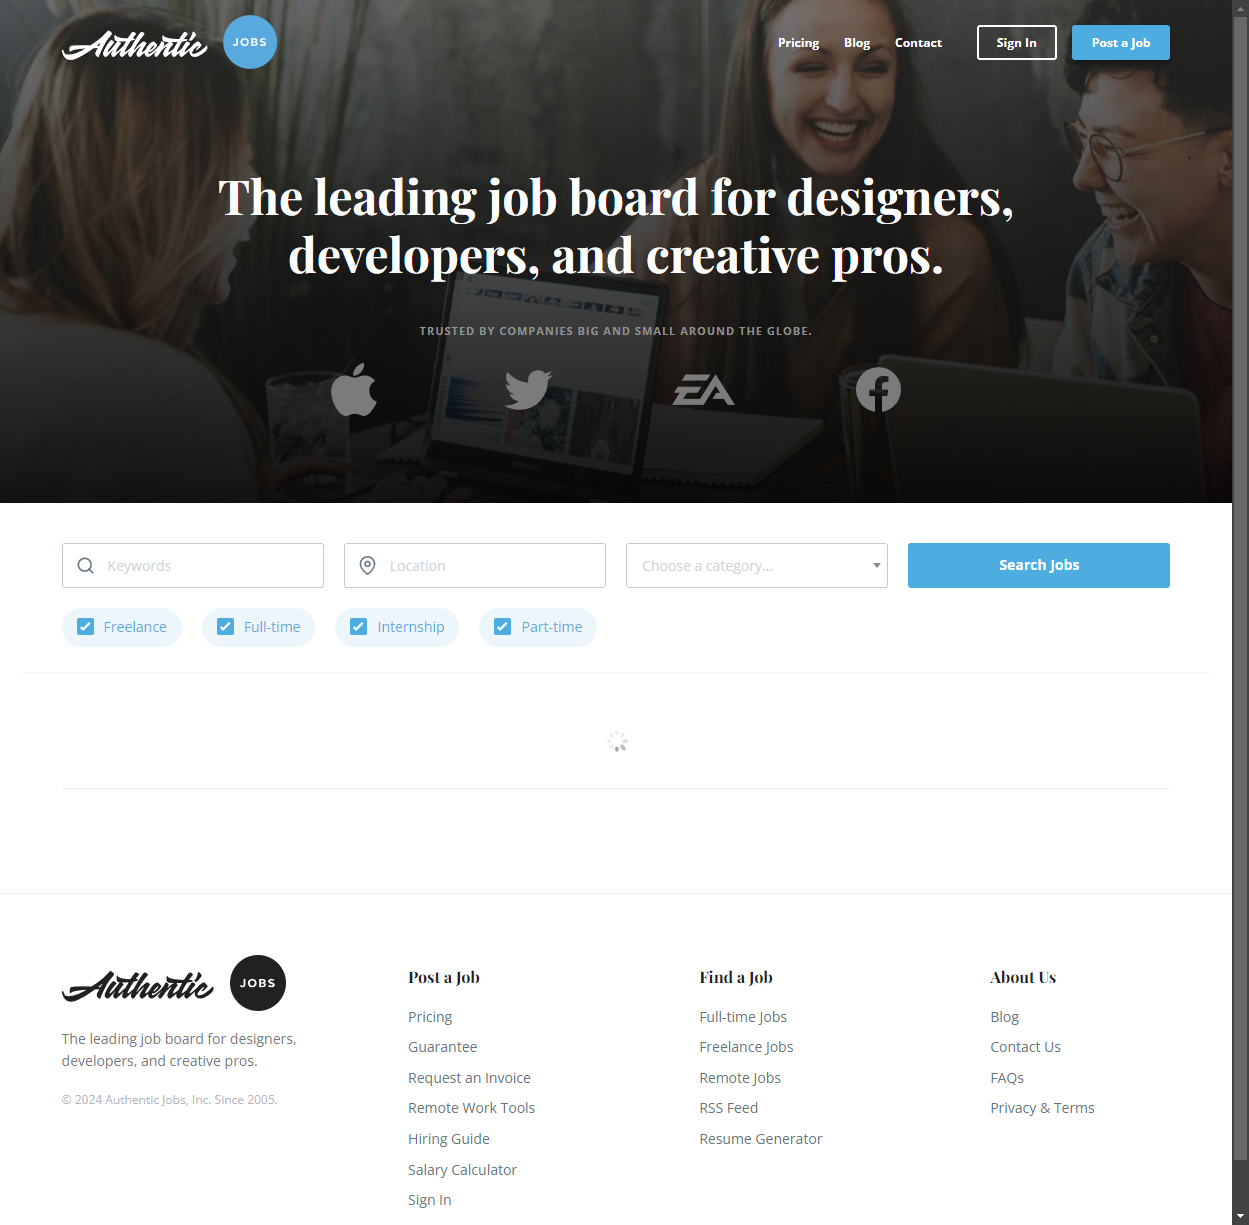 Authentic JOBS
Pricing Blog Contact Sign In Post a Job
The leading job board for designers,
developers, and creative pros.
TRUSTED BY COMPANIES BIG AND SMALL AROUND THE GLOBE.
EA
SAMSUNG
Keywords Location Choose a category... Search Jobs
Freelance Full-time Internship Part-time
Authentic JOBS
The leading job board for designers,
developers, and creative pros.
© 2024 Authentic Jobs, Inc. Since 2005.
Post a Job
Pricing
Guarantee
Request an Invoice
Remote Work Tools
Hiring Guide
Salary Calculator
Sign In
Find a Job
Full-time Jobs
Freelance Jobs
Remote Jobs
RSS Feed
Resume Generator
About Us
Blog
Contact Us
FAQs
Privacy & Terms